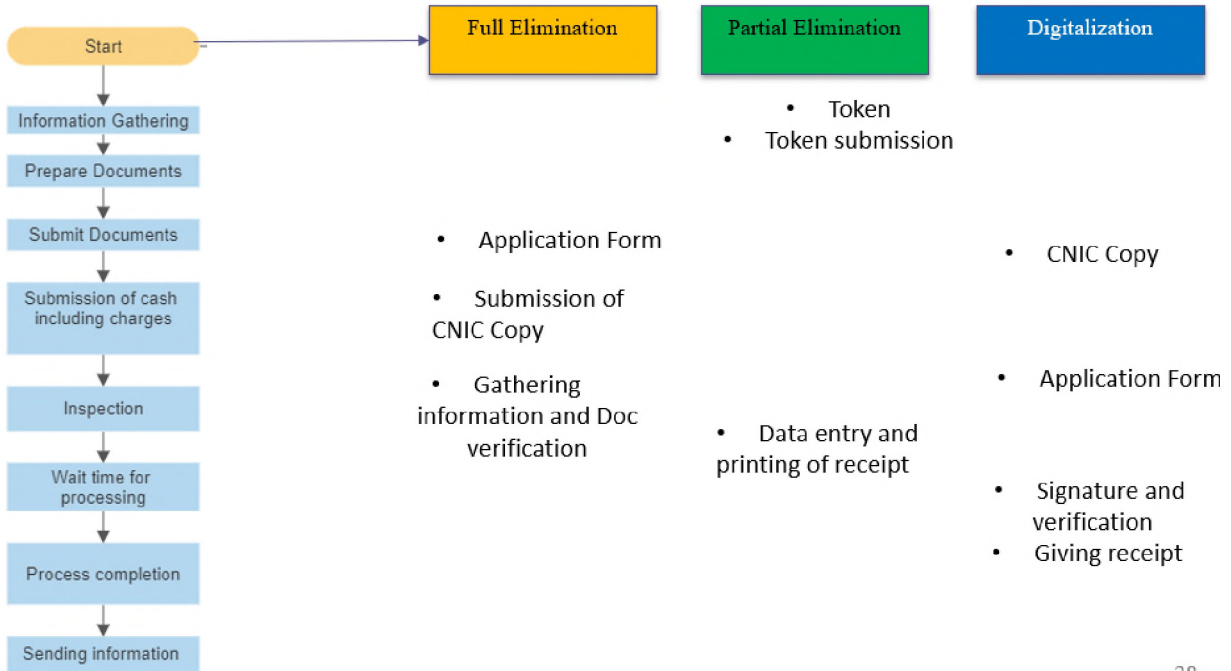 Start
Information Gathering
Prepare Documents
Submit Documents
Submission of cash
including charges
Inspection
Wait time for
processing
Process completion
Sending information
Full Elimination
• Application Form
• Submission of
CNIC Copy
• Gathering
information and Doc
verification
Partial Elimination
• Token
• Token submission
• Data entry and
printing of receipt
Digitalization
• CNIC Copy
• Application Form
• Signature and
verification
• Giving receipt